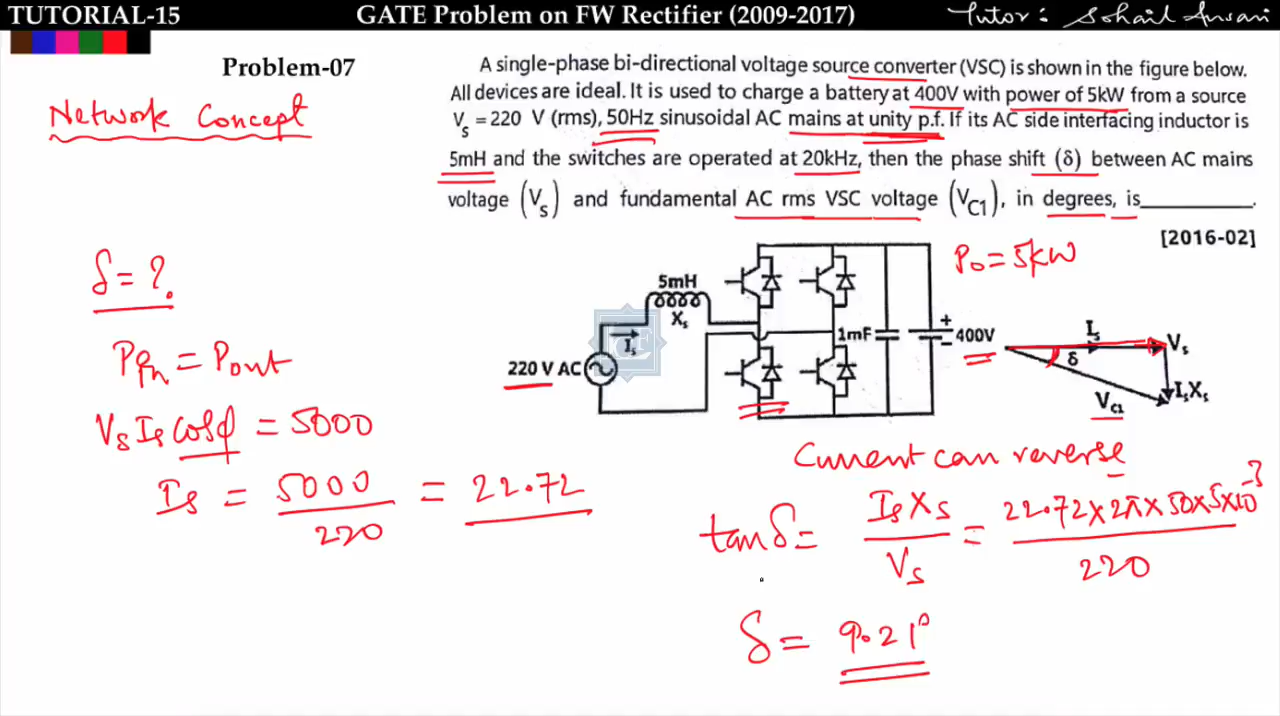 TUTORIAL-15
GATE Problem on FW Rectifier (2009-2017)
Tutor: Sohail Ansari
Problem-07
Network Concept
A single-phase bi-directional voltage source converter (VSC) is shown in the figure below.
All devices are ideal. It is used to charge a battery at 400V with power of 5kW from a source
Vs = 220 V (rms), 50Hz sinusoidal AC mains at unity p.f. If its AC side interfacing inductor is
5mH and the switches are operated at 20kHz, then the phase shift (δ) between AC mains
voltage (Vs) and fundamental AC rms VSC voltage (VC1), in degrees, is________.
[2016-02]
δ = ?
Pin = Pout
Vs Is cosϕ = 5000
Is = 5000/220 = 22.72
5mH
Xs
Is
220 V AC
1mF
+
400V
-
Po = 5kW
Is
Vs
δ
IsXs
VC1
Current can reverse
tanδ = IsXs/Vs = 22.72×2π×50×5×10^-3/220
δ = 9.21°